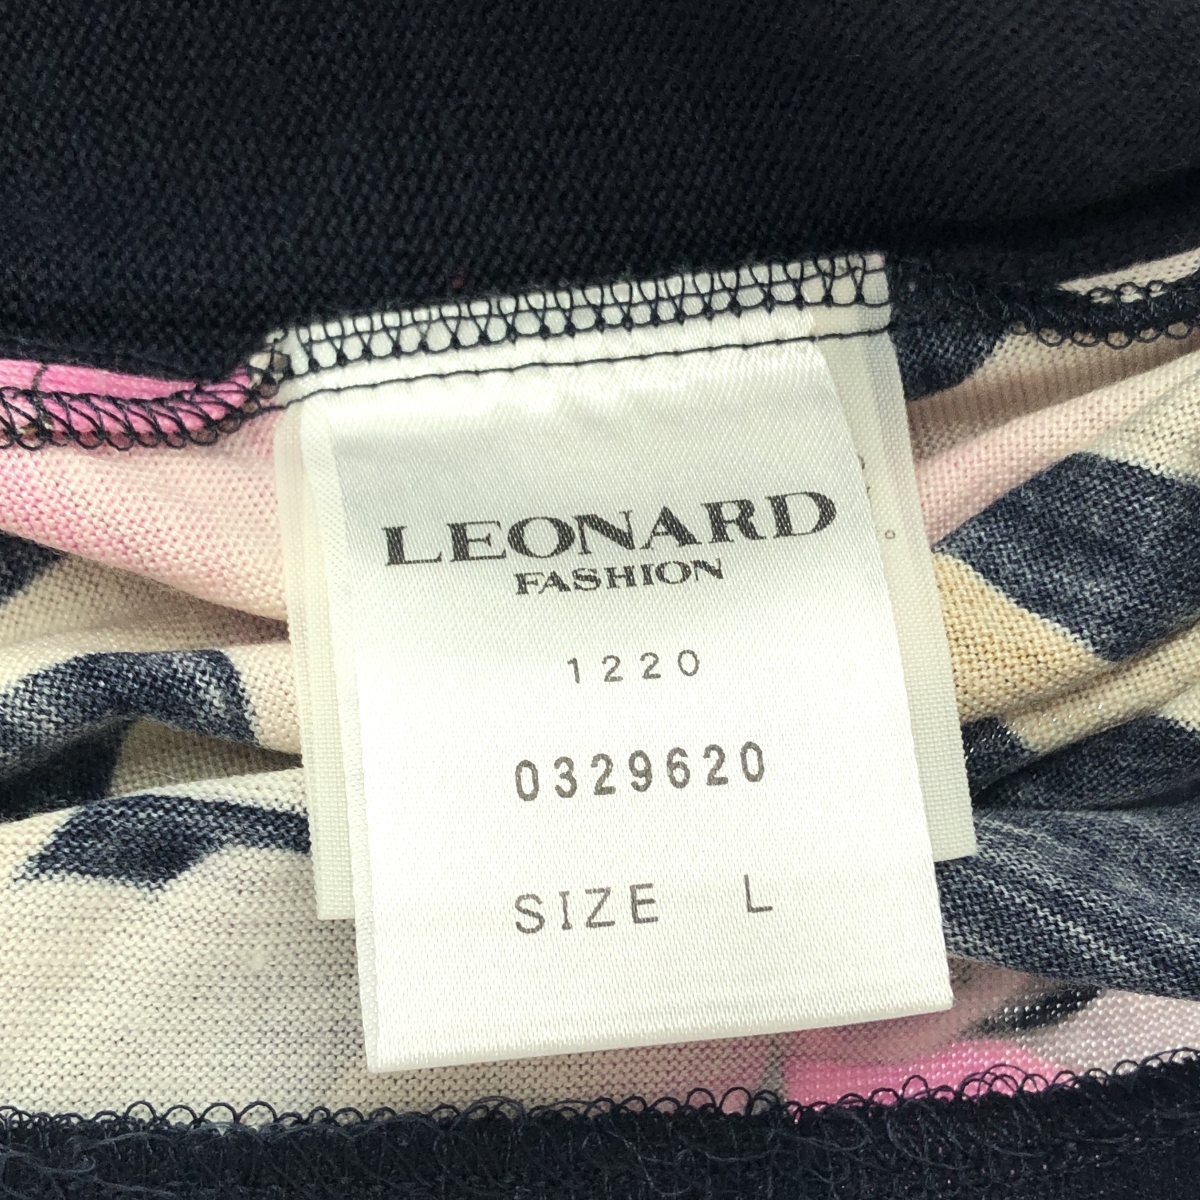 LEONARD
FASHION
1220
0329620
SIZE L